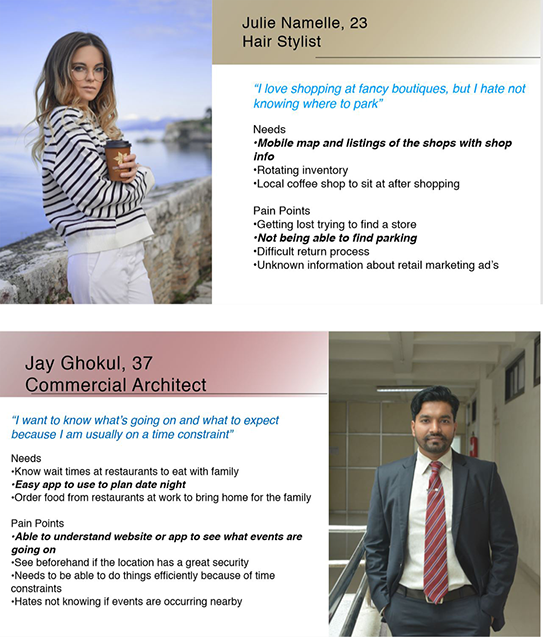 Julie Namelle, 23
Hair Stylist
“I love shopping at fancy boutiques, but I hate not
knowing where to park”
Needs
•Mobile map and listings of the shops with shop
info
•Rotating inventory
•Local coffee shop to sit at after shopping
Pain Points
•Getting lost trying to find a store
•Not being able to find parking
•Difficult return process
•Unknown information about retail marketing ad’s
Jay Ghokul, 37
Commercial Architect
“I want to know what’s going on and what to expect
because I am usually on a time constraint”
Needs
•Know wait times at restaurants to eat with family
•Easy app to use to plan date night
•Order food from restaurants at work to bring home for the family
Pain Points
•Able to understand website or app to see what events are
going on
•See beforehand if the location has a great security
•Needs to be able to do things efficiently because of time
constraints
•Hates not knowing if events are occurring nearby